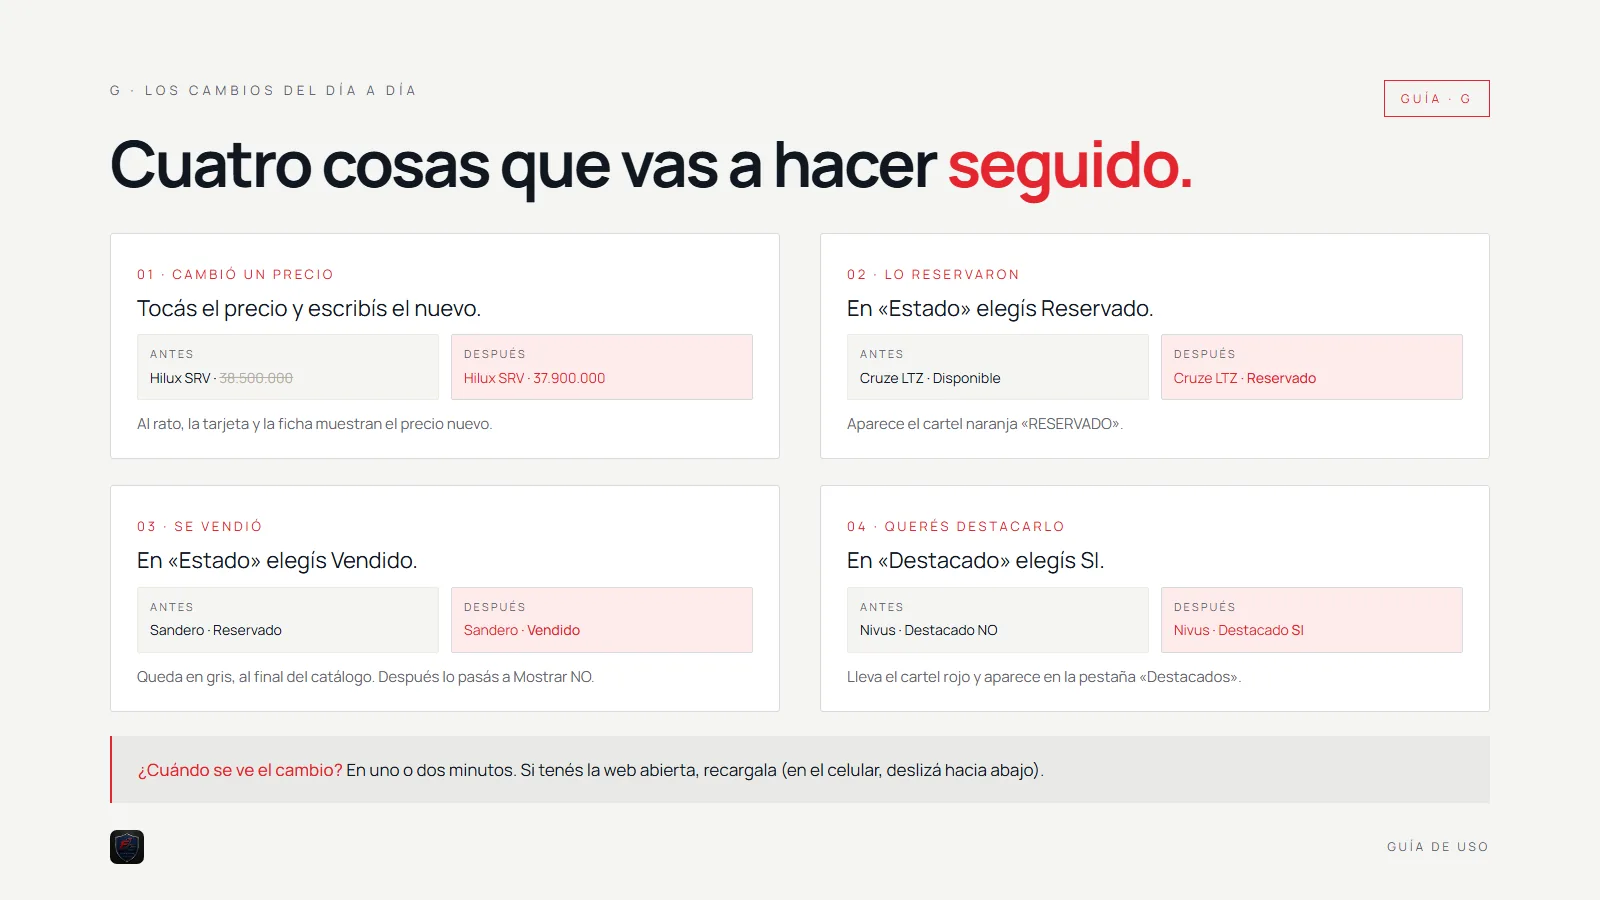 G · LOS CAMBIOS DEL DÍA A DÍA
GUÍA · G
Cuatro cosas que vas a hacer seguido.
01 · CAMBIÓ UN PRECIO
Tocás el precio y escribís el nuevo.
ANTES
Hilux SRV · 38.500.000
DESPUÉS
Hilux SRV · 37.900.000
Al rato, la tarjeta y la ficha muestran el precio nuevo.
02 · LO RESERVARON
En «Estado» elegís Reservado.
ANTES
Cruze LTZ · Disponible
DESPUÉS
Cruze LTZ · Reservado
Aparece el cartel naranja «RESERVADO».
03 · SE VENDIÓ
En «Estado» elegís Vendido.
ANTES
Sandero · Reservado
DESPUÉS
Sandero · Vendido
Queda en gris, al final del catálogo. Después lo pasás a Mostrar NO.
04 · QUERÉS DESTACARLO
En «Destacado» elegís SI.
ANTES
Nivus · Destacado NO
DESPUÉS
Nivus · Destacado SI
Lleva el cartel rojo y aparece en la pestaña «Destacados».
¿Cuándo se ve el cambio? En uno o dos minutos. Si tenés la web abierta, recargala (en el celular, deslizá hacia abajo).
GUÍA DE USO